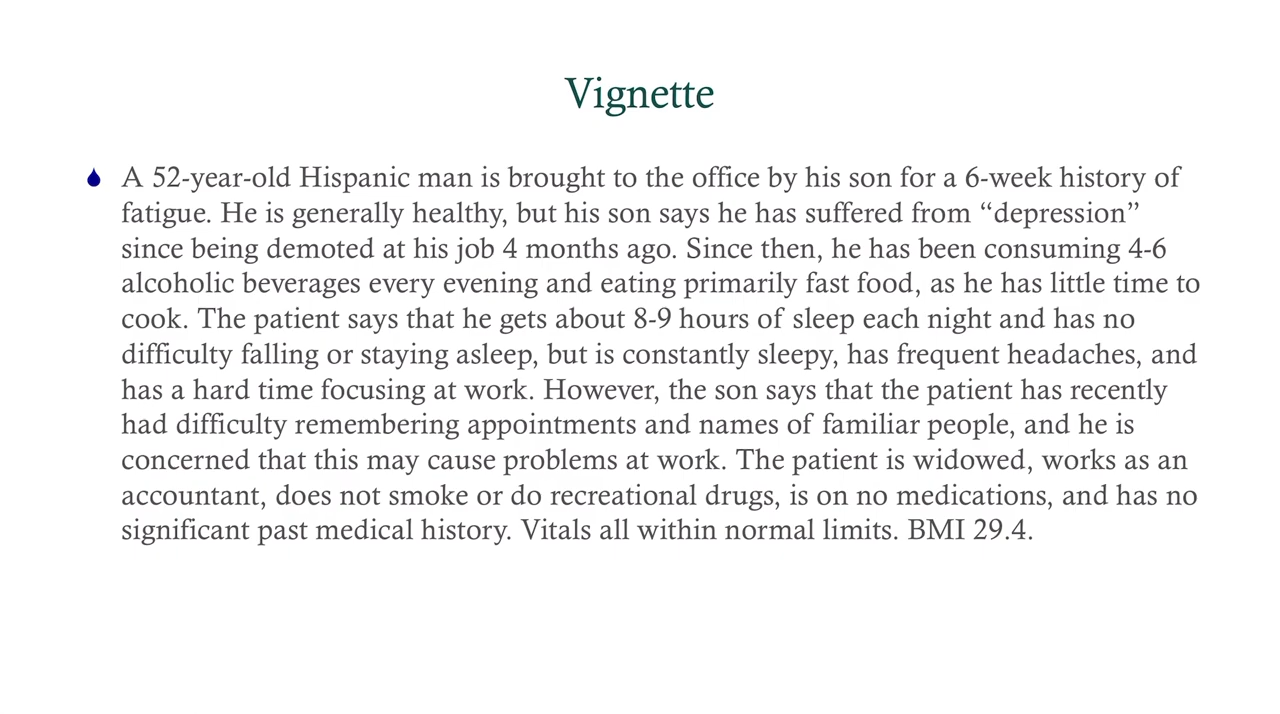 Vignette
A 52-year-old Hispanic man is brought to the office by his son for a 6-week history of
fatigue. He is generally healthy, but his son says he has suffered from “depression”
since being demoted at his job 4 months ago. Since then, he has been consuming 4-6
alcoholic beverages every evening and eating primarily fast food, as he has little time to
cook. The patient says that he gets about 8-9 hours of sleep each night and has no
difficulty falling or staying asleep, but is constantly sleepy, has frequent headaches, and
has a hard time focusing at work. However, the son says that the patient has recently
had difficulty remembering appointments and names of familiar people, and he is
concerned that this may cause problems at work. The patient is widowed, works as an
accountant, does not smoke or do recreational drugs, is on no medications, and has no
significant past medical history. Vitals all within normal limits. BMI 29.4.